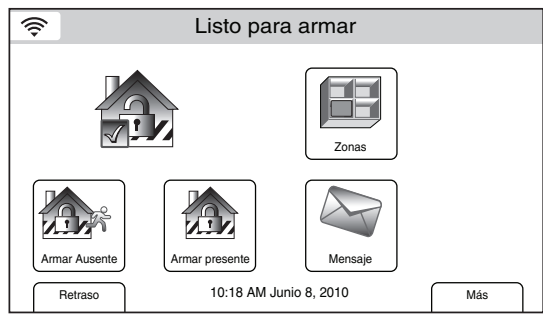 Listo para armar
Zonas
Armar Ausente
Armar presente
Mensaje
Retraso
10:18 AM Junio 8, 2010
Más